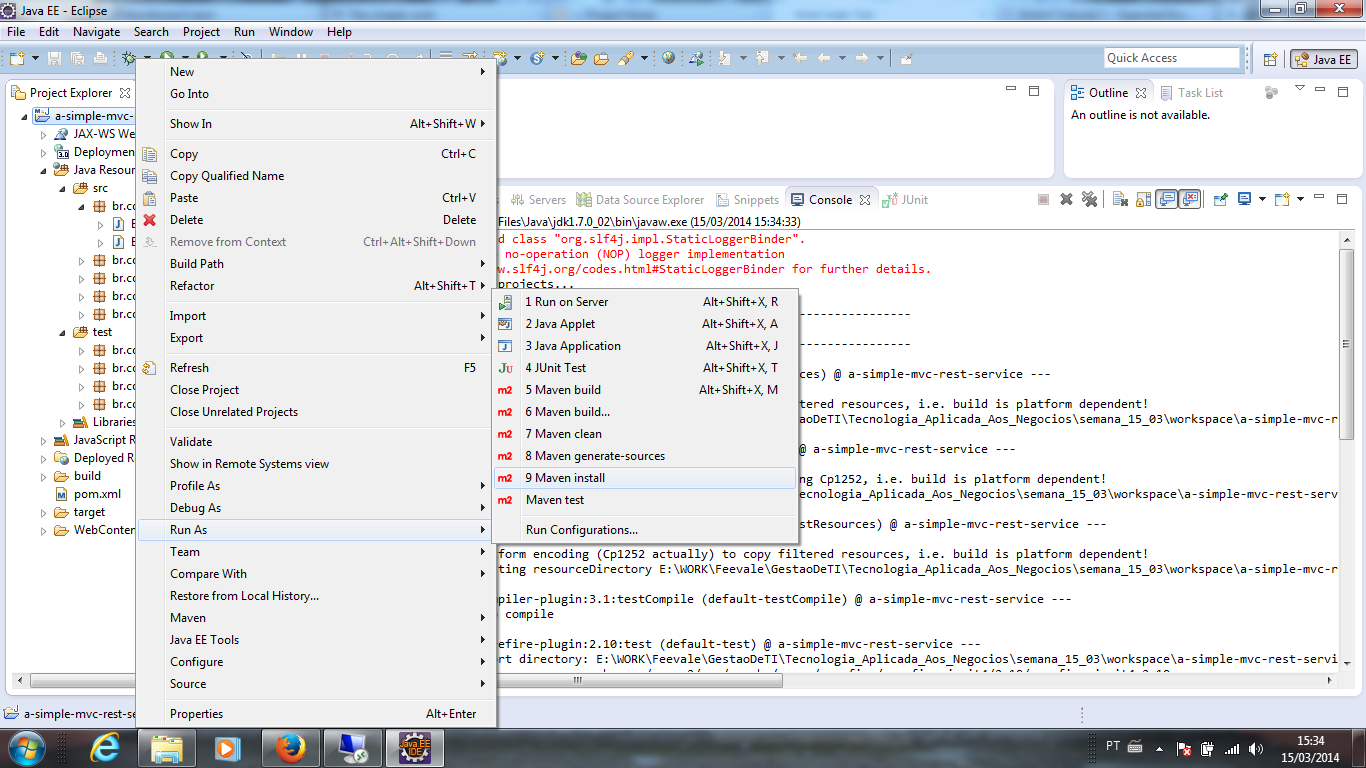 Java EE - Eclipse
File Edit Navigate Search Project Run Window Help
Quick Access
Java EE
Project Explorer
a-simple-mvc-
JAX-WS We
3.0 Deploymen
Java Resour
src
br.co
br.co
br.co
br.co
br.co
test
br.co
br.co
br.co
br.co
Libraries
JavaScript R
Deployed R
build
pom.xml
target
WebConten
New
Go Into
Show In Alt+Shift+W
Copy Ctrl+C
Copy Qualified Name
Paste Ctrl+V
Delete Delete
Remove from Context Ctrl+Alt+Shift+Down
Build Path
Refactor Alt+Shift+T
Import
Export
Refresh F5
Close Project
Close Unrelated Projects
Validate
Show in Remote Systems view
Profile As
Debug As
Run As
Team
Compare With
Restore from Local History...
Maven
Java EE Tools
Configure
Source
Properties Alt+Enter
1 Run on Server Alt+Shift+X, R
2 Java Applet Alt+Shift+X, A
3 Java Application Alt+Shift+X, J
Ju 4 JUnit Test Alt+Shift+X, T
m2 5 Maven build Alt+Shift+X, M
m2 6 Maven build...
m2 7 Maven clean
m2 8 Maven generate-sources
m2 9 Maven install
m2 Maven test
Run Configurations...
Outline Task List
An outline is not available.
Servers Data Source Explorer Snippets Console JUnit
Files\Java\jdk1.7.0_02\bin\javaw.exe (15/03/2014 15:34:33)
d class "org.slf4j.impl.StaticLoggerBinder".
no-operation (NOP) logger implementation
w.slf4j.org/codes.html#StaticLoggerBinder for further details.
projects...
---------------
---------------
ces) @ a-simple-mvc-rest-service ---
tered resources, i.e. build is platform dependent!
aoDeTI\Tecnologia_Aplicada_Aos_Negocios\semana_15_03\workspace\a-simple-mvc-r
@ a-simple-mvc-rest-service ---
ng Cp1252, i.e. build is platform dependent!
ecnologia_Aplicada_Aos_Negocios\semana_15_03\workspace\a-simple-mvc-rest-serv
stResources) @ a-simple-mvc-rest-service ---
form encoding (Cp1252 actually) to copy filtered resources, i.e. build is platform dependent!
ting resourceDirectory E:\WORK\Feevale\GestaoDeTI\Tecnologia_Aplicada_Aos_Negocios\semana_15_03\workspace\a-simple-mvc-r
piler-plugin:3.1:testCompile (default-testCompile) @ a-simple-mvc-rest-service ---
compile
efire-plugin:2.10:test (default-test) @ a-simple-mvc-rest-service ---
rt directory: E:\WORK\Feevale\GestaoDeTI\Tecnologia_Aplicada_Aos_Negocios\semana_15_03\workspace\a-simple-mvc-rest-servi
a-simple-mvc-rest-se
Java EE
IDE
PT
15:34
15/03/2014